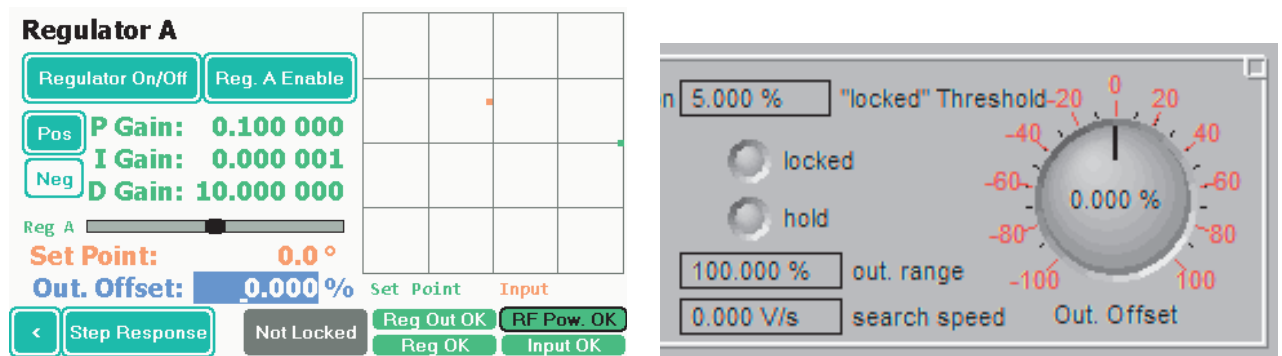 Regulator A
Regulator On/Off Reg. A Enable
Pos P Gain: 0.100 000
I Gain: 0.000 001
Neg D Gain: 10.000 000
Reg A
Set Point: 0.0 °
Out. Offset: 0.000 %
Set Point Input
< Step Response Not Locked
Reg Out OK RF Pow. OK
Reg OK Input OK
n 5.000 % "locked" Threshold
locked
hold
100.000 % out. range
0.000 V/s search speed
-20 0 20
-40 40
-60 60
0.000 %
-80 80
-100 100
Out. Offset